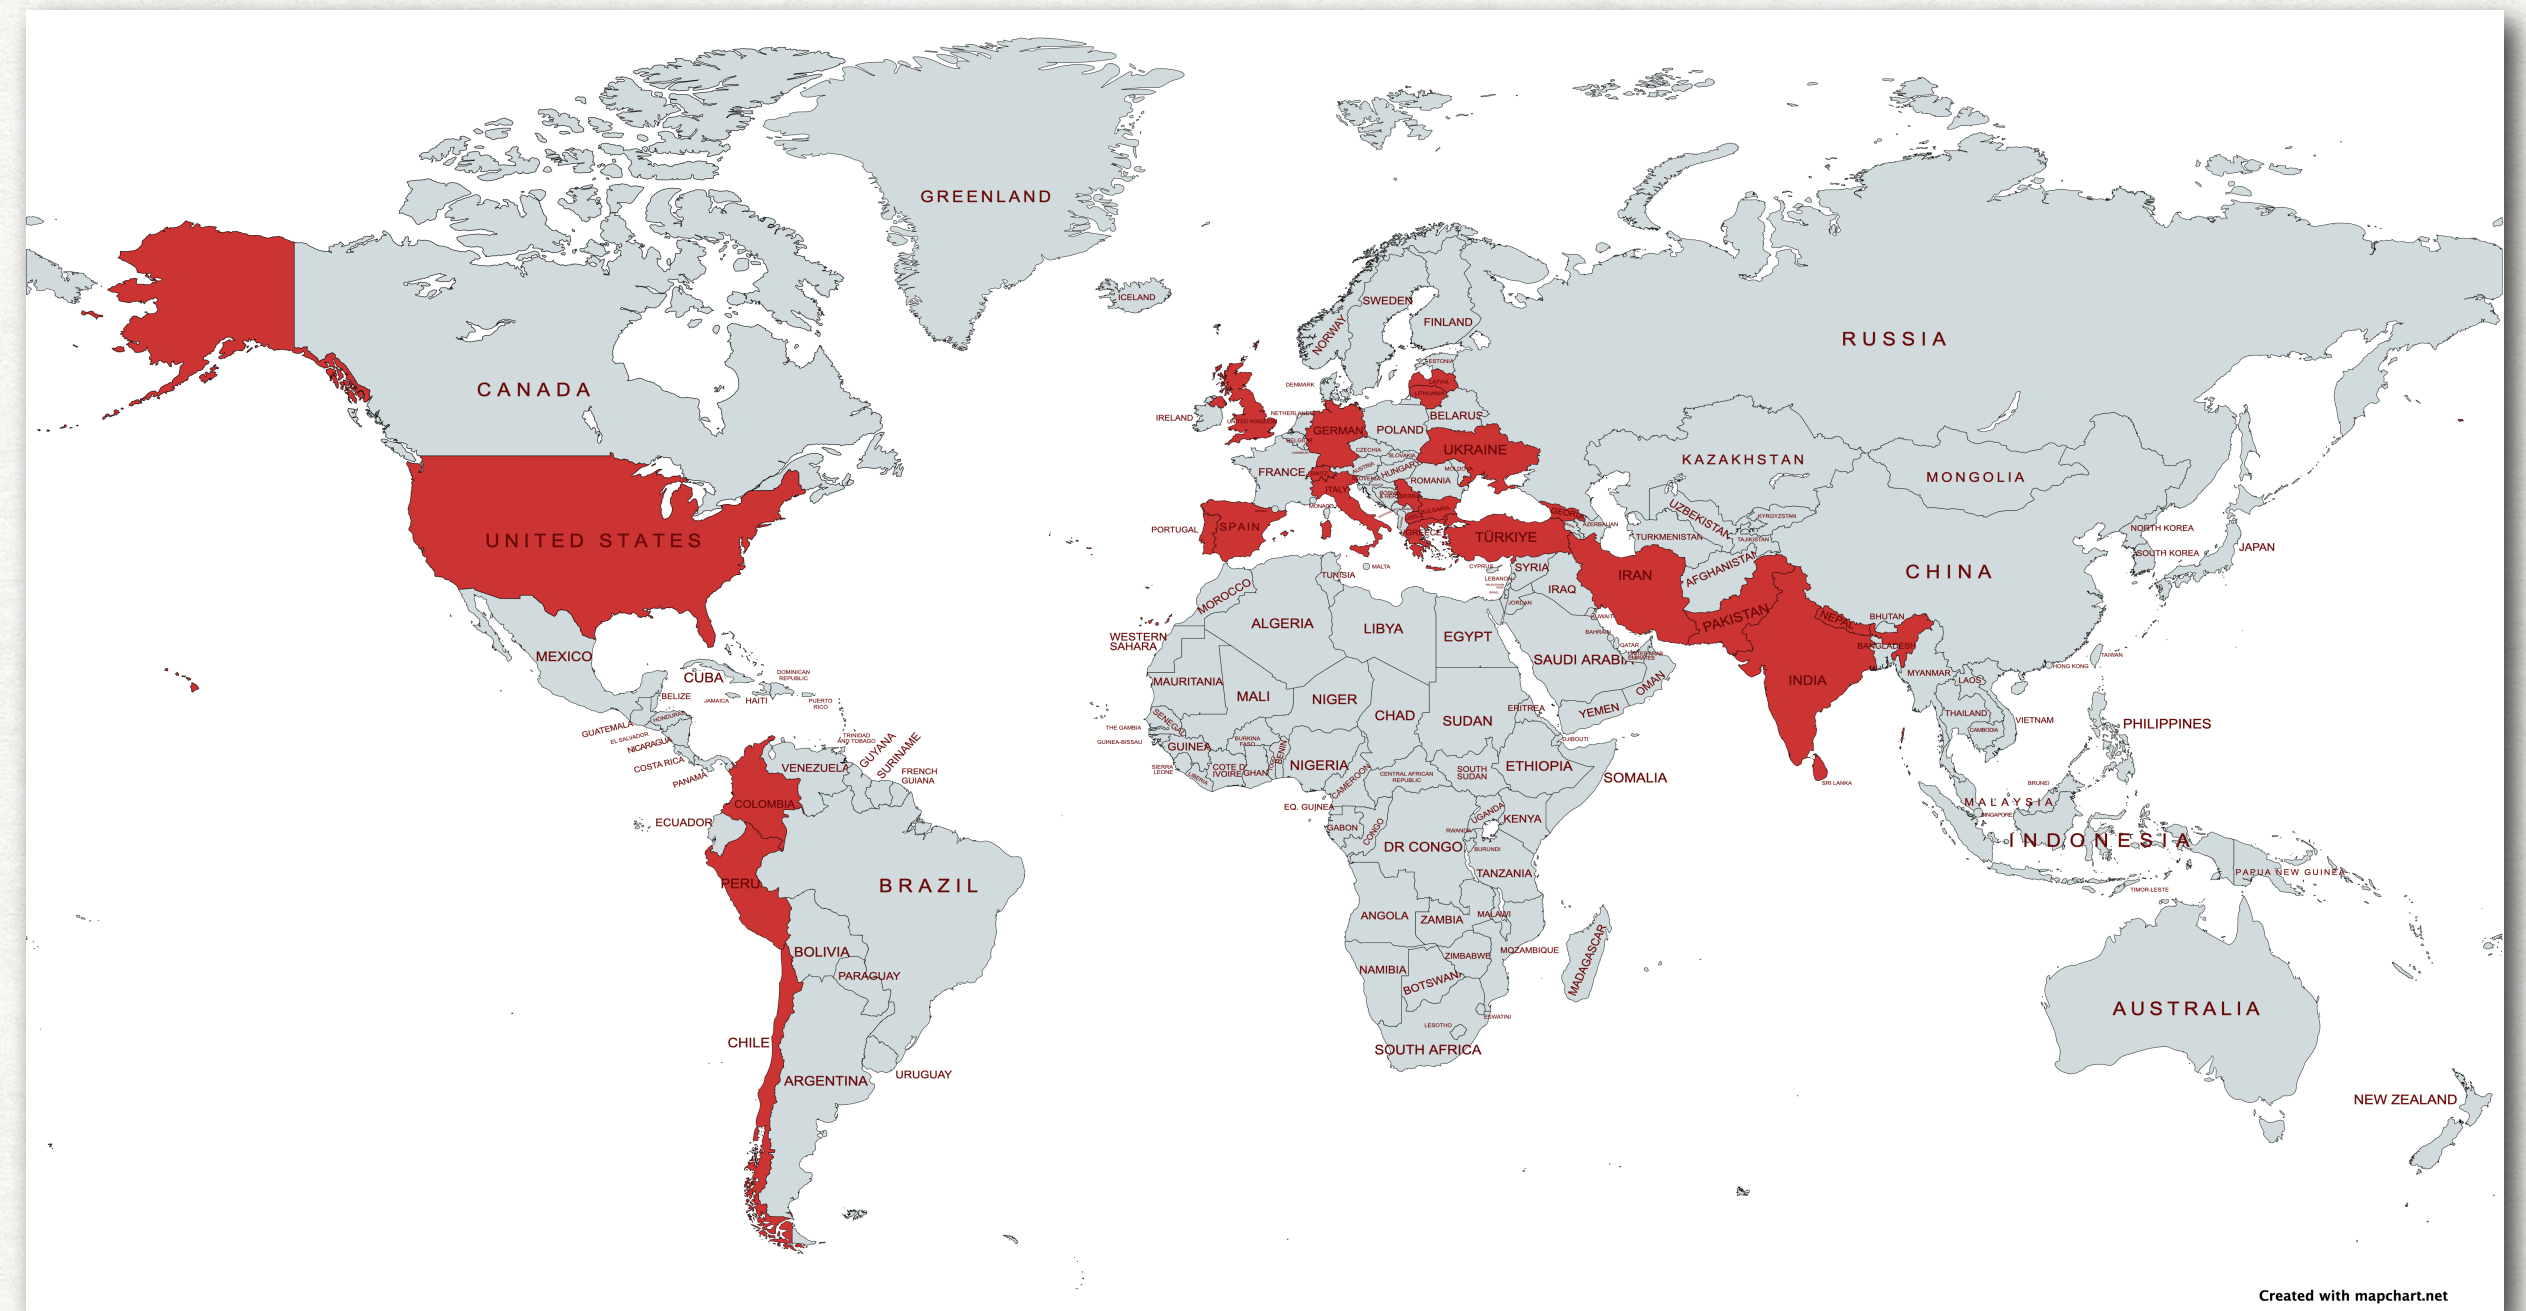 GREENLAND
ICELAND
SWEDEN
FINLAND
NORWAY
RUSSIA
ESTONIA
LATVIA
LITHUANIA
DENMARK
CANADA
IRELAND
UNITED KINGDOM
NETHERLANDS
BELGIUM
GERMAN
POLAND
BELARUS
UKRAINE
CZECHIA
SLOVAKIA
AUSTRIA
HUNGARY
MOLDOVA
FRANCE
SLOVENIA
ROMANIA
ITALY
MONACO
BULGARIA
PORTUGAL
SPAIN
GREECE
TÜRKIYE
GEORGIA
AZERBAIJAN
KAZAKHSTAN
MONGOLIA
UZBEKISTAN
KYRGYZSTAN
TURKMENISTAN
TAJIKISTAN
NORTH KOREA
SOUTH KOREA
JAPAN
UNITED STATES
CHINA
MALTA
CYPRUS
SYRIA
LEBANON
ISRAEL
JORDAN
IRAQ
IRAN
AFGHANISTAN
KUWAIT
PAKISTAN
NEPAL
BHUTAN
BANGLADESH
MOROCCO
TUNISIA
ALGERIA
LIBYA
EGYPT
WESTERN
SAHARA
BAHRAIN
QATAR
UNITED ARAB
EMIRATES
SAUDI ARABIA
OMAN
YEMEN
INDIA
MYANMAR
LAOS
HONG KONG
TAIWAN
THAILAND
VIETNAM
CAMBODIA
PHILIPPINES
SRI LANKA
BRUNEI
MALAYSIA
SINGAPORE
INDONESIA
PAPUA NEW GUINEA
TIMOR-LESTE
MEXICO
CUBA
DOMINICAN
REPUBLIC
BELIZE
JAMAICA
HAITI
PUERTO
RICO
GUATEMALA
HONDURAS
EL SALVADOR
NICARAGUA
COSTA RICA
PANAMA
TRINIDAD
AND TOBAGO
VENEZUELA
GUYANA
SURINAME
FRENCH
GUIANA
COLOMBIA
ECUADOR
PERU
BRAZIL
BOLIVIA
PARAGUAY
CHILE
ARGENTINA
URUGUAY
MAURITANIA
MALI
NIGER
CHAD
SUDAN
ERITREA
SENEGAL
THE GAMBIA
GUINEA-BISSAU
GUINEA
SIERRA
LEONE
LIBERIA
COTE D'
IVOIRE
BURKINA
FASO
GHANA
TOGO
BENIN
NIGERIA
CAMEROON
CENTRAL AFRICAN
REPUBLIC
SOUTH
SUDAN
ETHIOPIA
DJIBOUTI
SOMALIA
EQ. GUINEA
GABON
CONGO
DR CONGO
UGANDA
KENYA
RWANDA
BURUNDI
TANZANIA
ANGOLA
ZAMBIA
MALAWI
MOZAMBIQUE
ZIMBABWE
NAMIBIA
BOTSWANA
MADAGASCAR
ESWATINI
LESOTHO
SOUTH AFRICA
AUSTRALIA
NEW ZEALAND
Created with mapchart.net